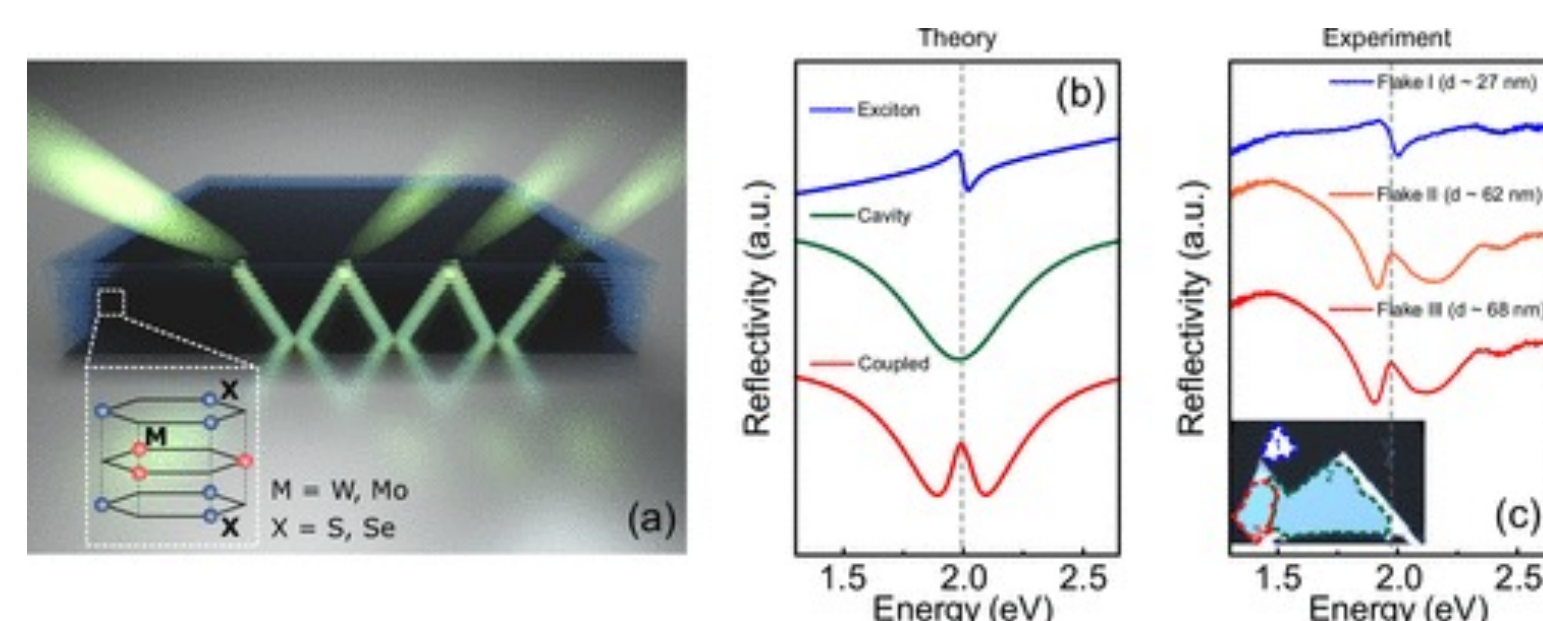 X
M
X
M = W, Mo
X = S, Se
(a)
Theory
(b)
Exciton
Cavity
Coupled
Reflectivity (a.u.)
1.5 2.0 2.5
Energy (eV)
Experiment
Flake I (d ~ 27 nm)
Flake II (d ~ 62 nm)
Flake III (d ~ 68 nm)
Reflectivity (a.u.)
(c)
1.5 2.0 2.5
Energy (eV)